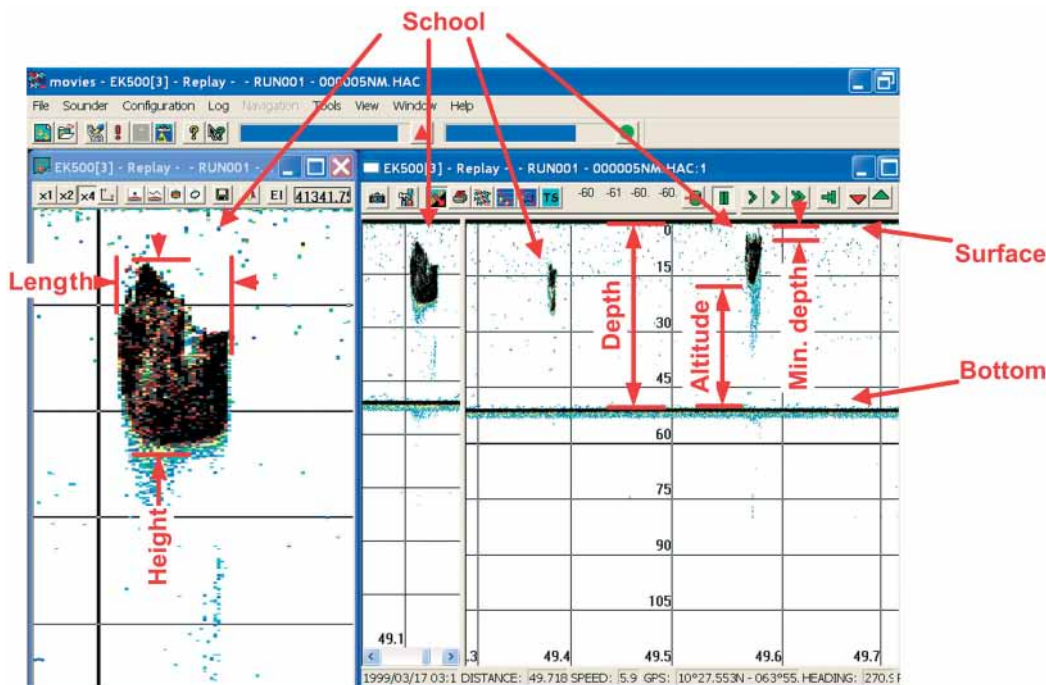 School
movies - EK500[3] - Replay - - RUN001 - 000005NM.HAC
File Sounder Configuration Log Navigation Tools View Window Help
EK500[3] - Replay - - RUN001 -
EK500[3] - Replay - - RUN001 - 000005NM.HAC:1
x1 x2 x4 EI 41341.7
TS -60 -61 -60. -60.
Length
Height
Depth
Altitude
Min. depth
Surface
Bottom
0
15
30
45
60
75
90
105
49.1
.3 49.4 49.5 49.6 49.7
1999/03/17 03:1 DISTANCE: 49.718 SPEED: 5.9 GPS: 10°27.553N - 063°55. HEADING: 270.